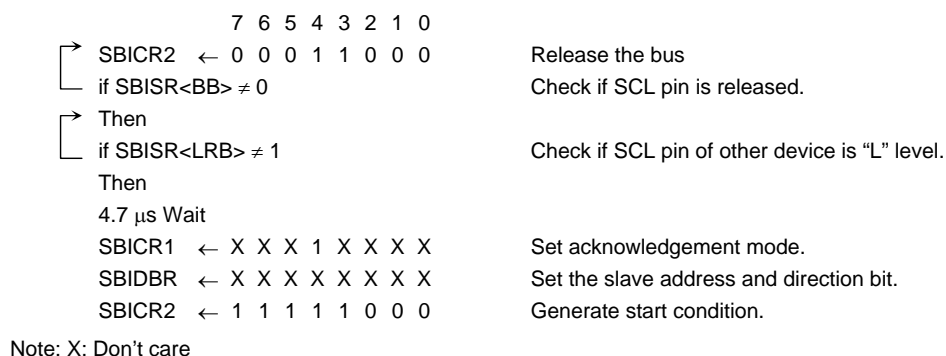 7 6 5 4 3 2 1 0
SBICR2 ← 0 0 0 1 1 0 0 0 Release the bus
if SBISR<BB> ≠ 0 Check if SCL pin is released.
Then
if SBISR<LRB> ≠ 1 Check if SCL pin of other device is “L” level.
Then
4.7 μs Wait
SBICR1 ← X X X 1 X X X X Set acknowledgement mode.
SBIDBR ← X X X X X X X X Set the slave address and direction bit.
SBICR2 ← 1 1 1 1 1 0 0 0 Generate start condition.
Note: X: Don’t care